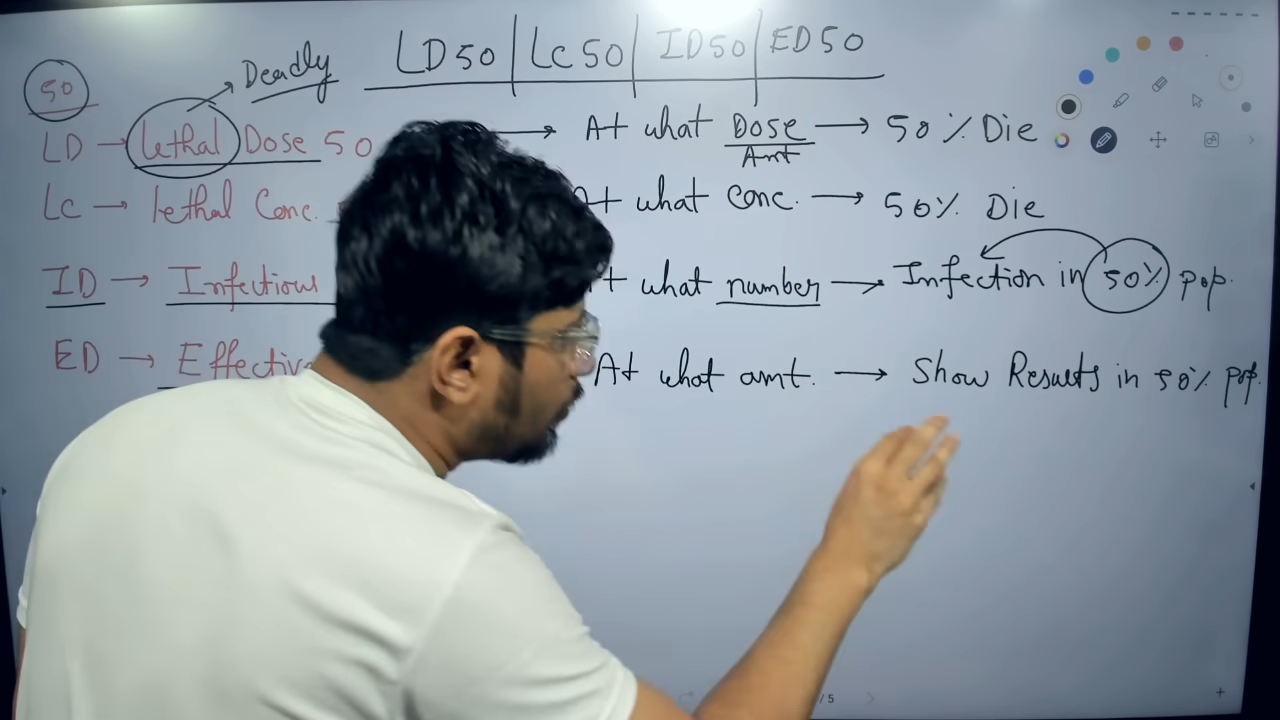 LD50 | Lc50 | ID50 | ED50
50
Deadly
LD → Lethal Dose 50 → At what Dose → 50% Die
Amt
Lc → Lethal Conc. At what Conc. → 50% Die
ID → Infectious what number → Infection in 50% pop.
ED → Effective At what amt. → Show Results in 50% pop.
/5